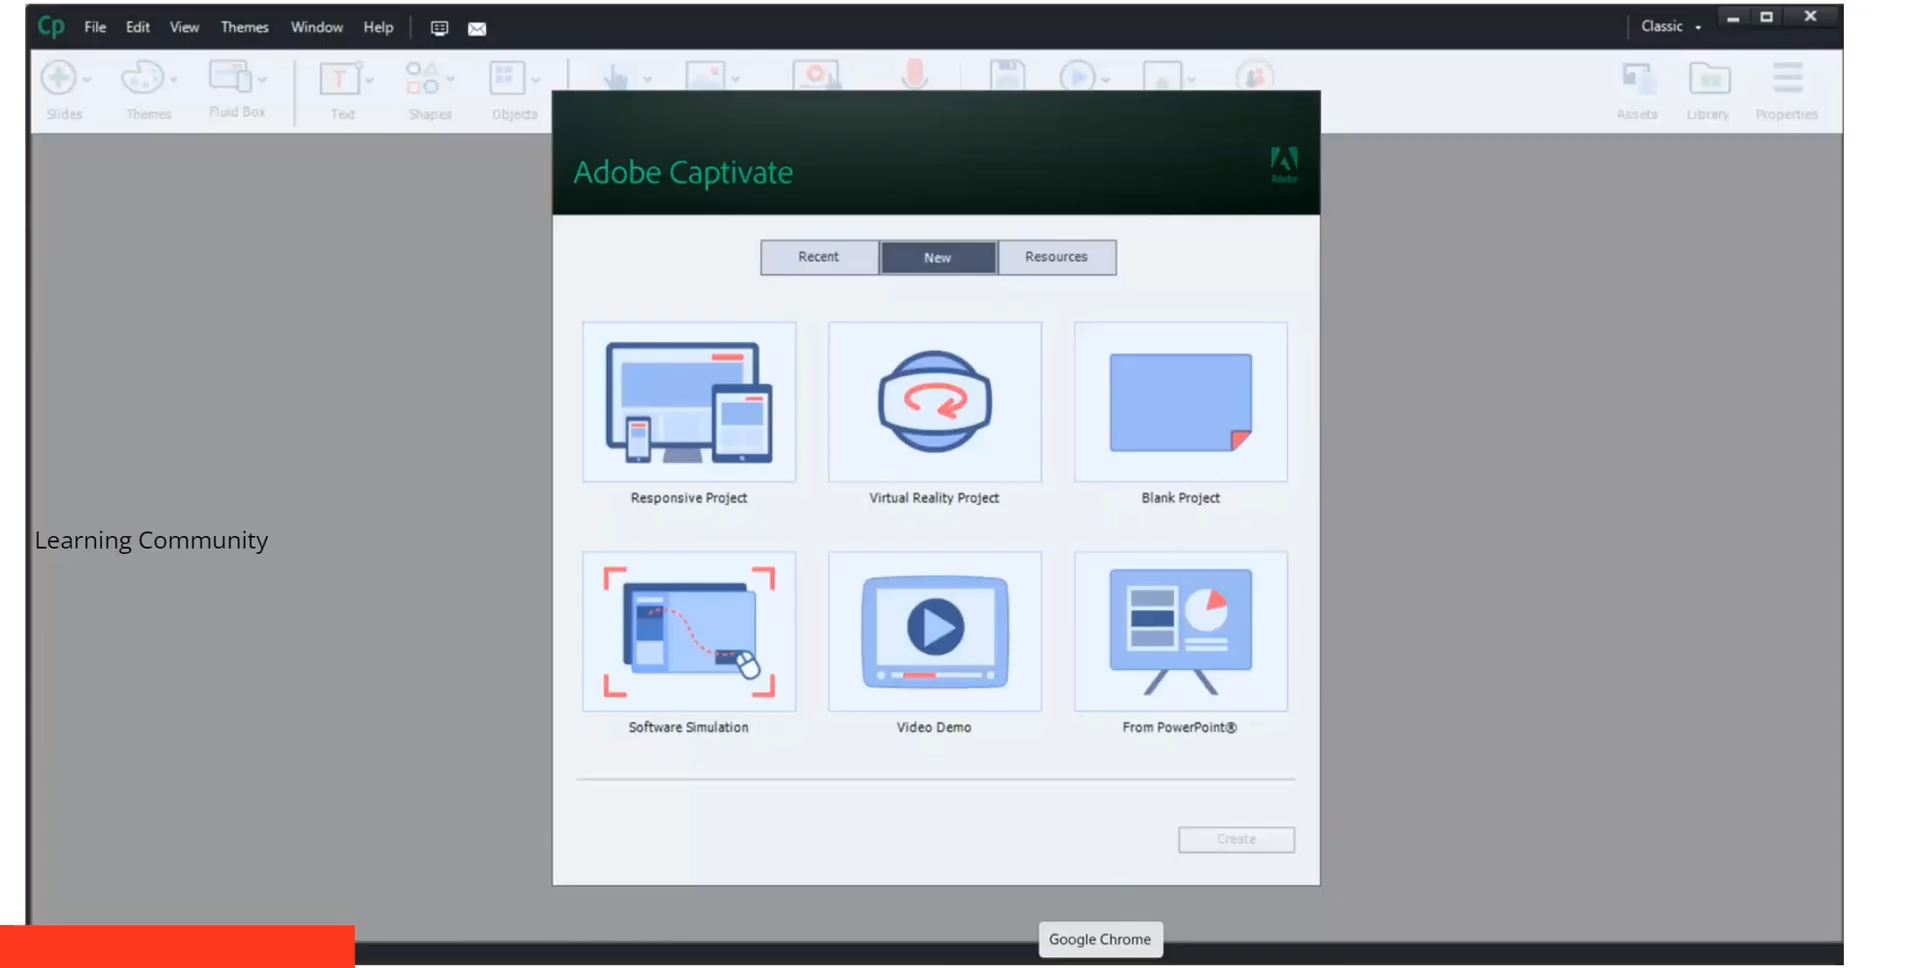 Cp File Edit View Themes Window Help Classic
Slides Themes Fluid Box Text Shapes Objects Assets Library Properties
Adobe Captivate
Adobe
Recent New Resources
Responsive Project Virtual Reality Project Blank Project
Learning Community
Software Simulation Video Demo From PowerPoint®
Create
Google Chrome